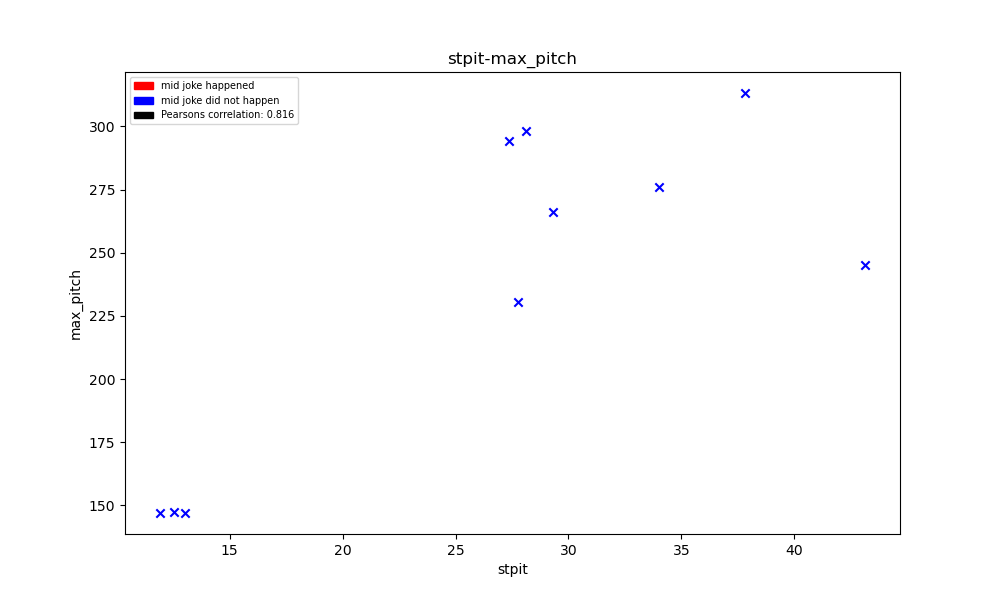 stpit-max_pitch
mid joke happened
mid joke did not happen
Pearsons correlation: 0.816
max_pitch
300
275
250
225
200
175
150
15 20 25 30 35 40
stpit